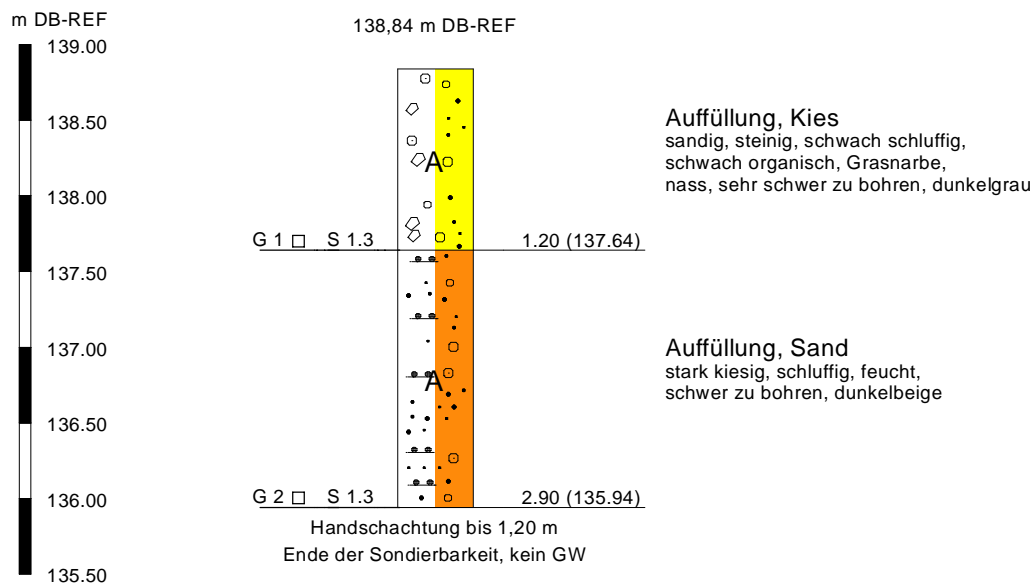 m DB-REF
138,84 m DB-REF
139.00
138.50
138.00
137.50
137.00
136.50
136.00
135.50
A
Auffüllung, Kies
sandig, steinig, schwach schluffig,
schwach organisch, Grasnarbe,
nass, sehr schwer zu bohren, dunkelgrau
G 1 S 1.3 1.20 (137.64)
A
Auffüllung, Sand
stark kiesig, schluffig, feucht,
schwer zu bohren, dunkelbeige
G 2 S 1.3 2.90 (135.94)
Handschachtung bis 1,20 m
Ende der Sondierbarkeit, kein GW